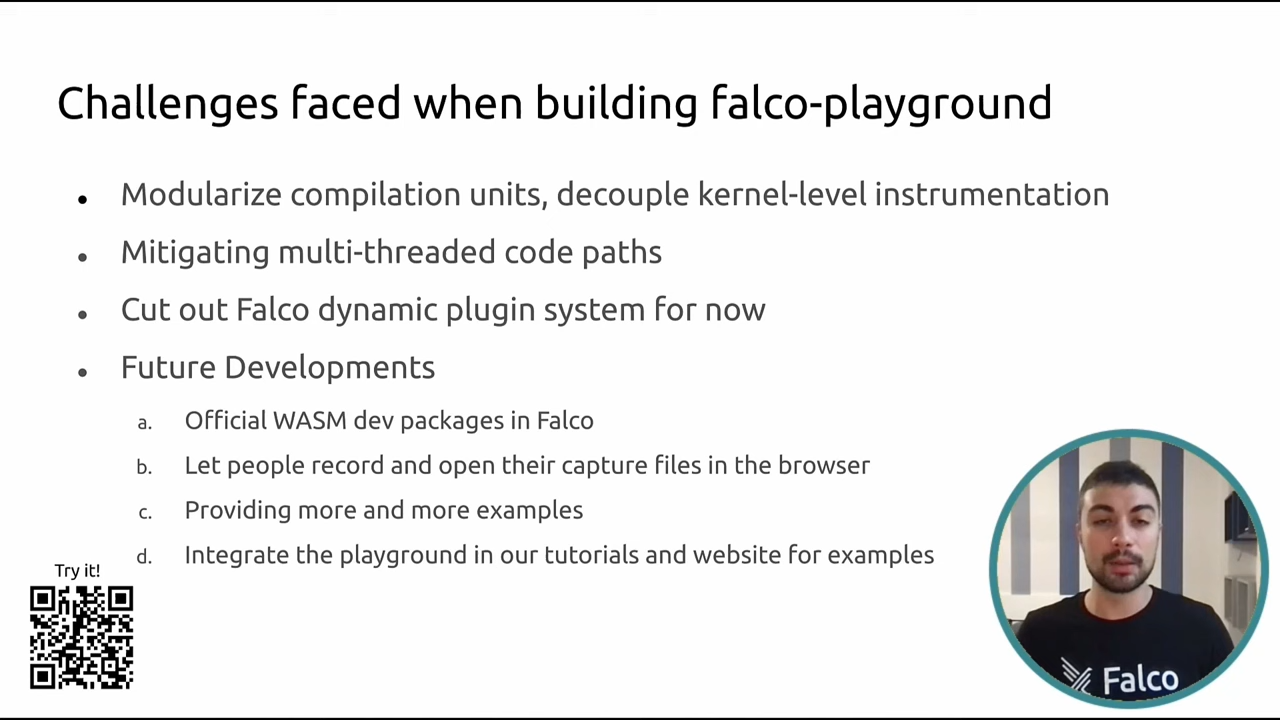 Challenges faced when building falco-playground
• Modularize compilation units, decouple kernel-level instrumentation
• Mitigating multi-threaded code paths
• Cut out Falco dynamic plugin system for now
• Future Developments
a. Official WASM dev packages in Falco
b. Let people record and open their capture files in the browser
c. Providing more and more examples
d. Integrate the playground in our tutorials and website for examples
Try it!
Falco